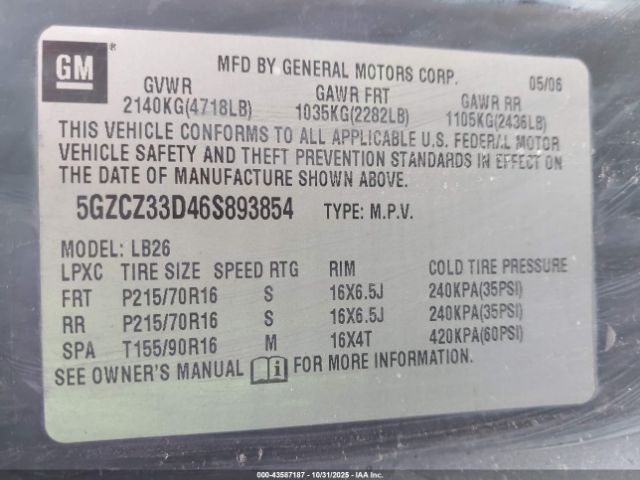 GM
MFD BY GENERAL MOTORS CORP. 05/06
GVWR GAWR FRT GAWR RR
2140KG(4718LB) 1035KG(2282LB) 1105KG(2436LB)
THIS VEHICLE CONFORMS TO ALL APPLICABLE U.S. FEDERAL MOTOR
VEHICLE SAFETY AND THEFT PREVENTION STANDARDS IN EFFECT ON
THE DATE OF MANUFACTURE SHOWN ABOVE.
5GZCZ33D46S893854 TYPE: M.P.V.
MODEL: LB26
LPXC TIRE SIZE SPEED RTG RIM COLD TIRE PRESSURE
FRT P215/70R16 S 16X6.5J 240KPA(35PSI)
RR P215/70R16 S 16X6.5J 240KPA(35PSI)
SPA T155/90R16 M 16X4T 420KPA(60PSI)
SEE OWNER'S MANUAL FOR MORE INFORMATION.
000-43587187 10/31/2025 Copyright IAA, Inc.